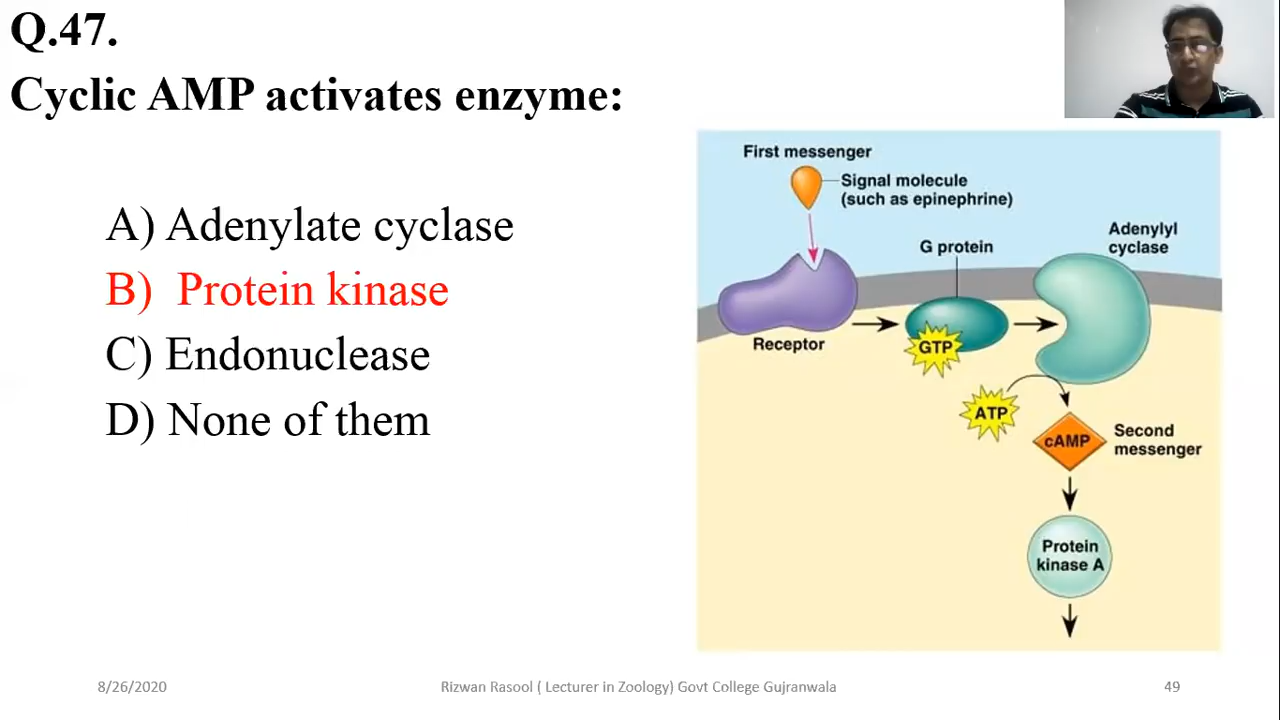 Q.47.
Cyclic AMP activates enzyme:
A) Adenylate cyclase
B) Protein kinase
C) Endonuclease
D) None of them
First messenger
Signal molecule
(such as epinephrine)
Adenylyl
cyclase
G protein
GTP
Receptor
ATP
cAMP
Second
messenger
Protein
kinase A
8/26/2020
Rizwan Rasool ( Lecturer in Zoology) Govt College Gujranwala
49